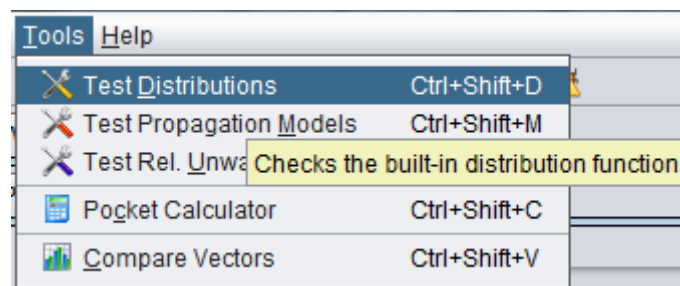 Tools Help
Test Distributions Ctrl+Shift+D
Test Propagation Models Ctrl+Shift+M
Test Rel. Checks the built-in distribution function
Pocket Calculator Ctrl+Shift+C
Compare Vectors Ctrl+Shift+V